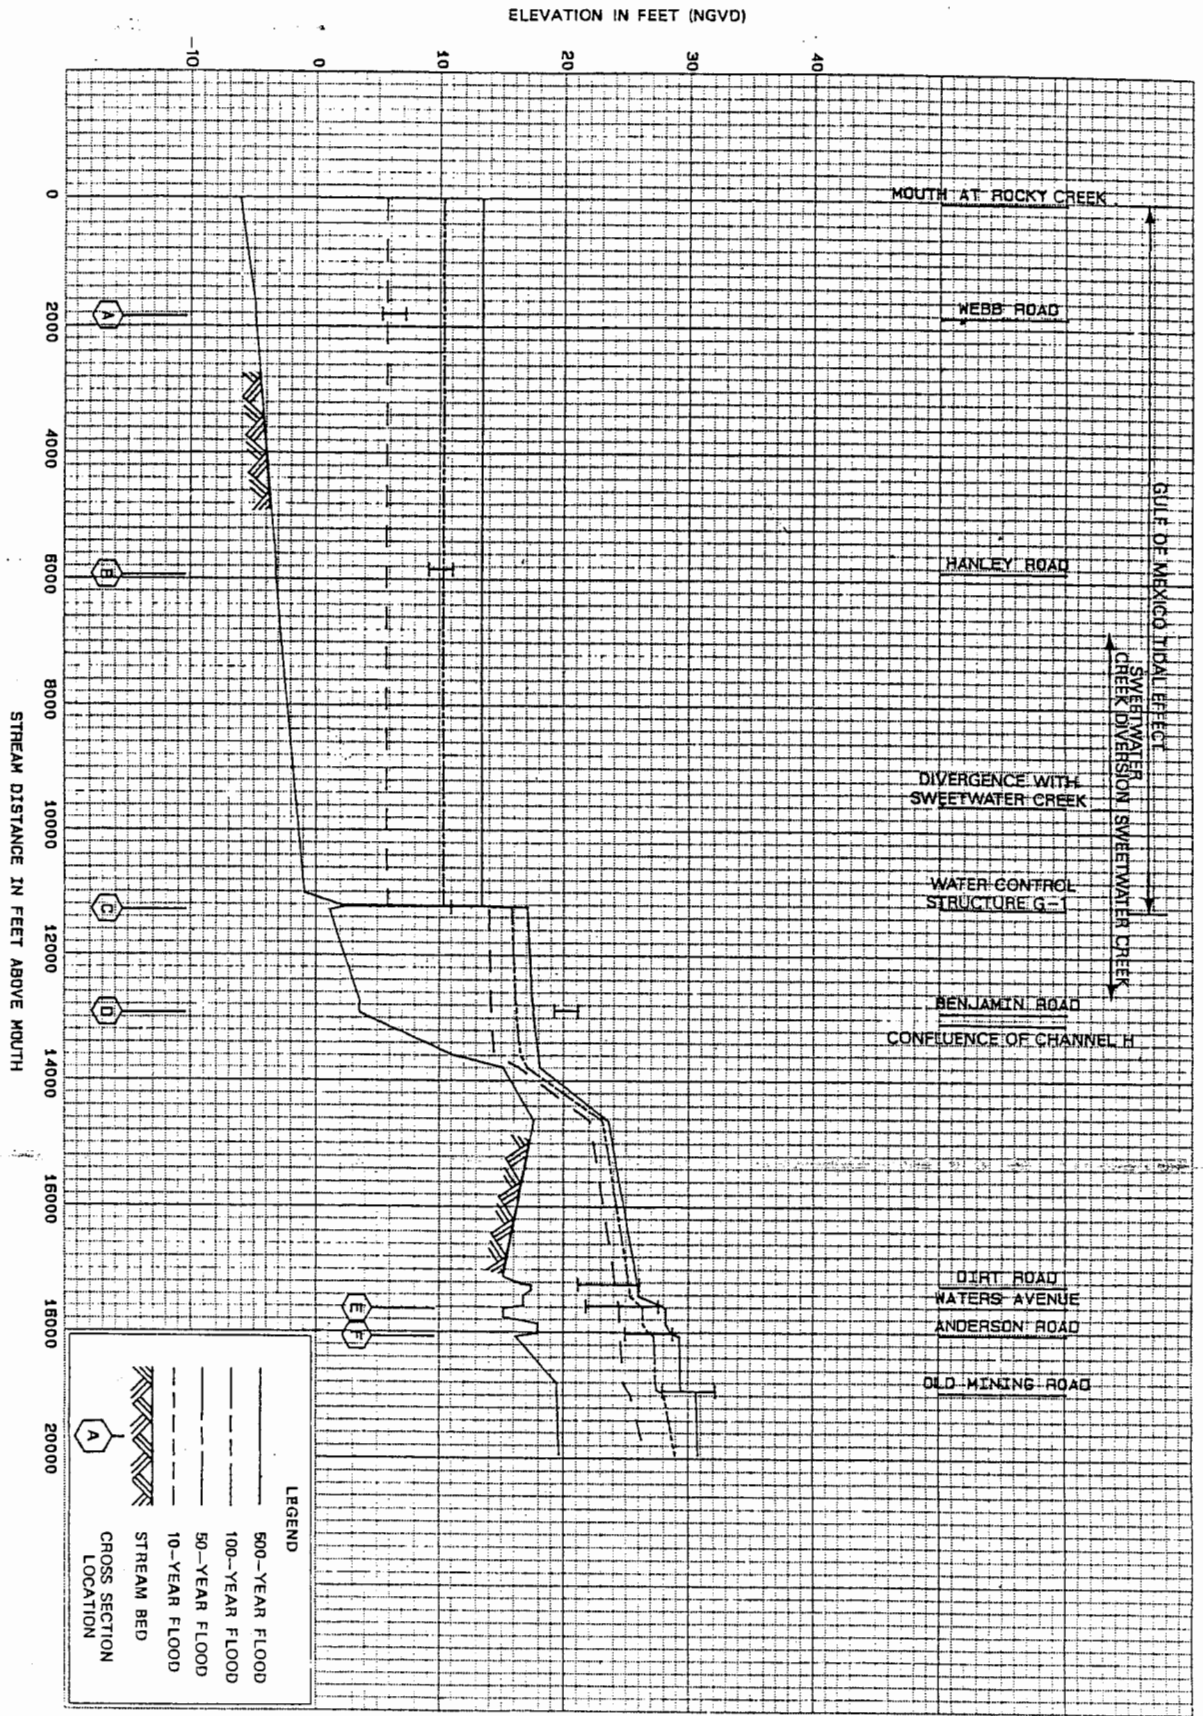 ELEVATION IN FEET (NGVD)
-10
0
10
20
30
40
MOUTH AT ROCKY CREEK
WEBB ROAD
HANLEY ROAD
DIVERGENCE WITH
SWEETWATER CREEK
WATER CONTROL
STRUCTURE G-1
BENJAMIN ROAD
CONFLUENCE OF CHANNEL H
DIRT ROAD
WATERS AVENUE
ANDERSON ROAD
OLD MINING ROAD
GULF OF MEXICO TIDAL EFFECT
SWEETWATER
CREEK DIVERSION
SWEETWATER CREEK
0
2000
4000
6000
8000
10000
12000
14000
16000
18000
20000
STREAM DISTANCE IN FEET ABOVE MOUTH
A
B
C
D
E
F
LEGEND
500-YEAR FLOOD
100-YEAR FLOOD
50-YEAR FLOOD
10-YEAR FLOOD
STREAM BED
CROSS SECTION
LOCATION
A